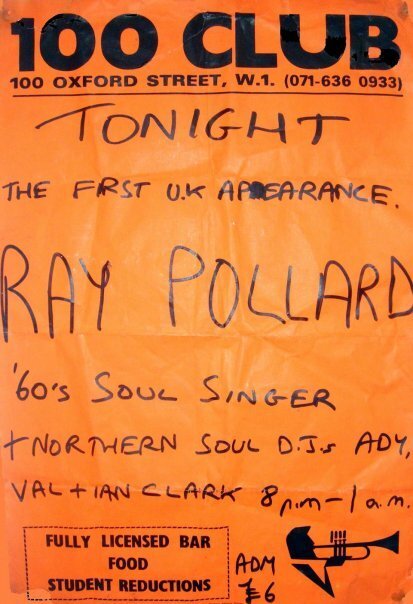 100 CLUB
100 OXFORD STREET, W.1. (071-636 0933)
TONIGHT
THE FIRST U.K APPEARANCE.
RAY POLLARD
'60's SOUL SINGER
+ NORTHERN SOUL D.J.s ADY,
VAL + IAN CLARK 8 p.m - 1 a.m.
FULLY LICENSED BAR
FOOD
STUDENT REDUCTIONS
ADM
£6